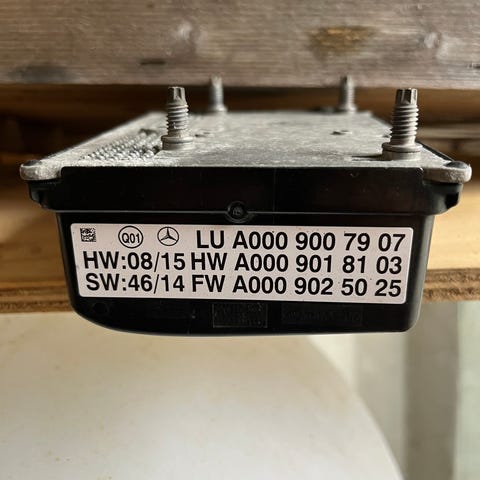 Q01 LU A000 900 79 07
HW:08/15 HW A000 901 81 03
SW:46/14 FW A000 902 50 25